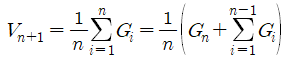 V_{n+1} = \frac{1}{n} \sum_{i=1}^{n} G_i = \frac{1}{n} \left( G_n + \sum_{i=1}^{n-1} G_i \right)